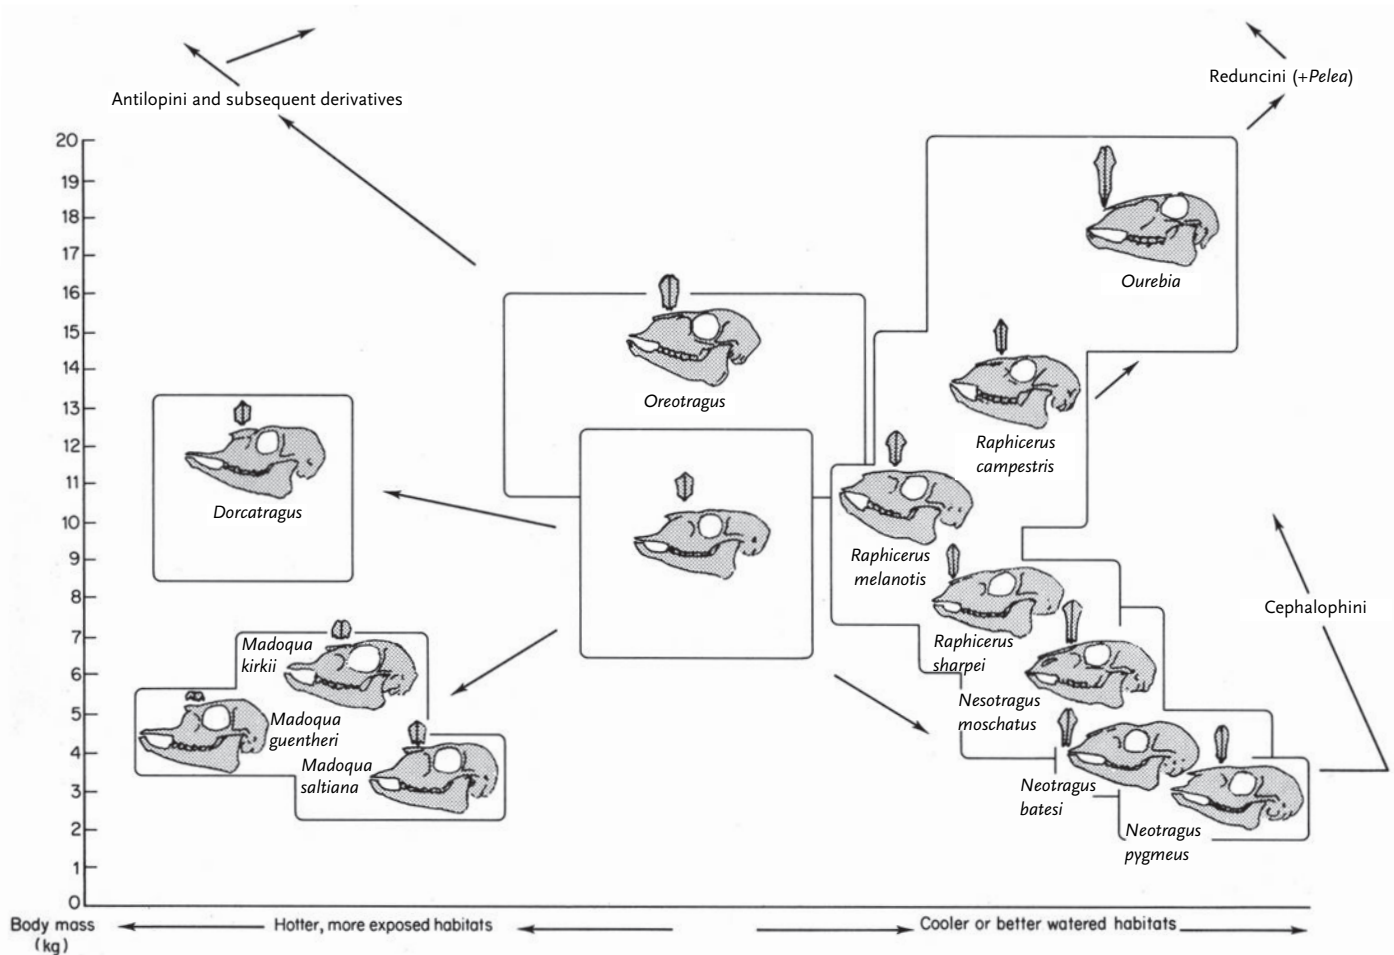 Reduncini (+Pelea)
Antilopini and subsequent derivatives
20
19
18
17
16
15
14
13
12
11
10
9
8
7
6
5
4
3
2
1
0
Ourebia
Oreotragus
Raphicerus
campestris
Dorcatragus
Raphicerus
melanotis
Cephalophini
Raphicerus
sharpei
Madoqua
kirkii
Nesotragus
moschatus
Madoqua
guentheri
Madoqua
saltiana
Neotragus
batesi
Neotragus
pygmeus
Body mass
(kg)
Hotter, more exposed habitats
Cooler or better watered habitats